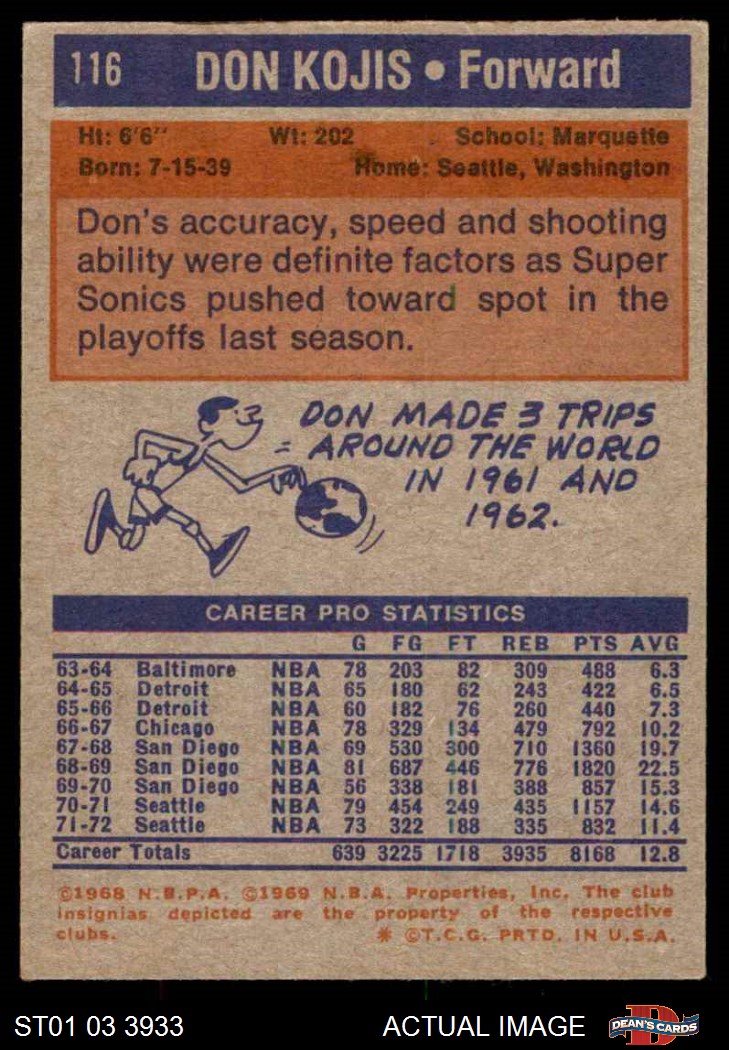 116 DON KOJIS • Forward
Ht: 6'6" Wt: 202 School: Marquette
Born: 7-15-39 Home: Seattle, Washington
Don's accuracy, speed and shooting
ability were definite factors as Super
Sonics pushed toward spot in the
playoffs last season.
DON MADE 3 TRIPS
AROUND THE WORLD
IN 1961 AND
1962.
CAREER PRO STATISTICS
G FG FT REB PTS AVG
63-64 Baltimore NBA 78 203 82 309 488 6.3
64-65 Detroit NBA 65 180 62 243 422 6.5
65-66 Detroit NBA 60 182 76 260 440 7.3
66-67 Chicago NBA 78 329 134 479 792 10.2
67-68 San Diego NBA 69 530 300 710 1360 19.7
68-69 San Diego NBA 81 687 446 776 1820 22.5
69-70 San Diego NBA 56 338 181 388 857 15.3
70-71 Seattle NBA 79 454 249 435 1157 14.6
71-72 Seattle NBA 73 322 188 335 832 11.4
Career Totals 639 3225 1718 3935 8168 12.8
©1968 N.B.P.A. ©1969 N.B.A. Properties, Inc. The club
insignias depicted are the property of the respective
clubs. * ©T.C.G. PRTD. IN U.S.A.
ST01 03 3933 ACTUAL IMAGE DEAN'S CARDS